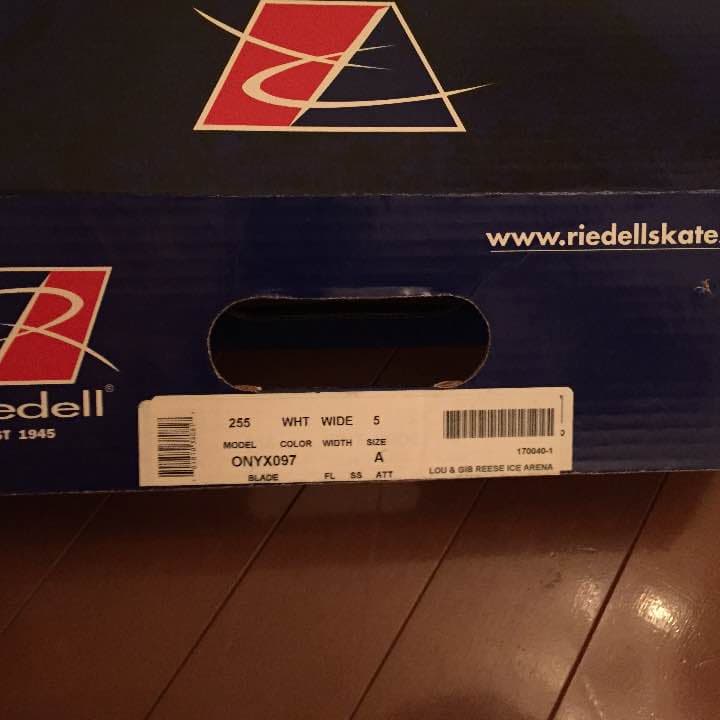 www.riedellskate
edell®
ST 1945
255 WHT WIDE 5
MODEL COLOR WIDTH SIZE
ONYX097 A
BLADE FL SS ATT
170040-1
LOU & GIB REESE ICE ARENA